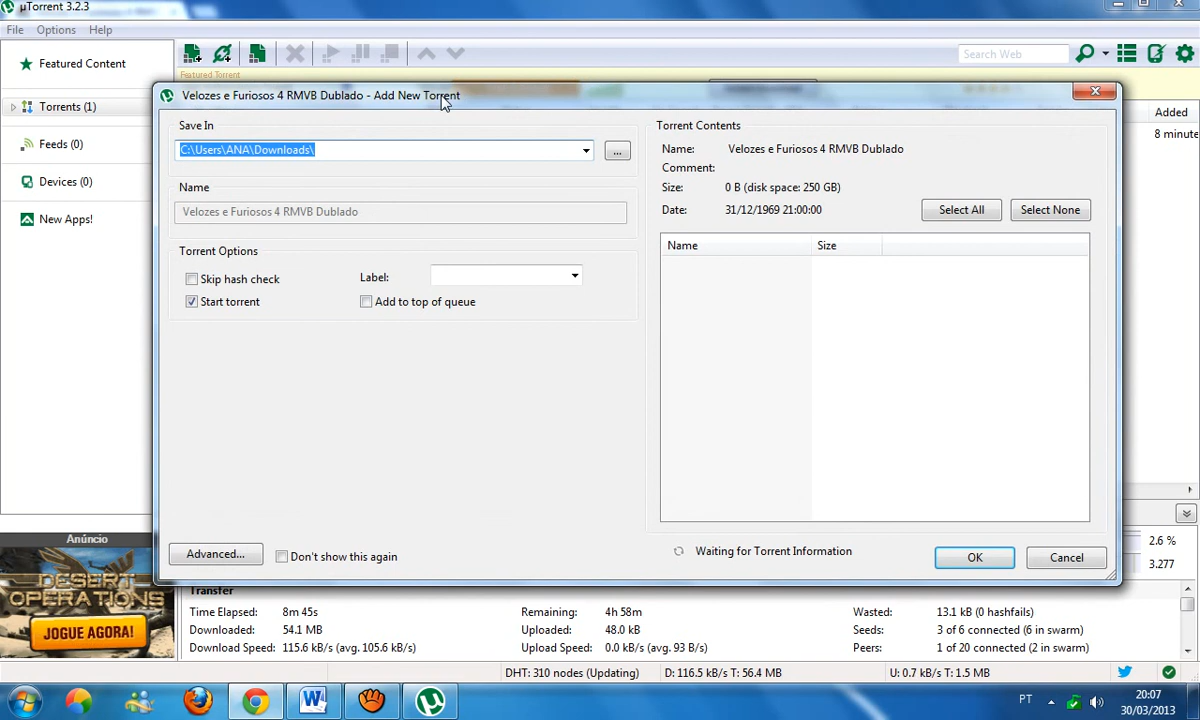 µTorrent 3.2.3
File Options Help
Featured Content
Search Web
Featured Torrent
Torrents (1)
Velozes e Furiosos 4 RMVB Dublado - Add New Torrent
Added
Save In
Torrent Contents
8 minute
C:\Users\ANA\Downloads\
...
Name: Velozes e Furiosos 4 RMVB Dublado
Feeds (0)
Comment:
Devices (0)
Name
Size: 0 B (disk space: 250 GB)
Velozes e Furiosos 4 RMVB Dublado
Date: 31/12/1969 21:00:00
Select All
Select None
New Apps!
Torrent Options
Name Size
Skip hash check
Label:
Start torrent
Add to top of queue
Advanced...
Don't show this again
Waiting for Torrent Information
OK
Cancel
Anúncio
2.6 %
3.277
DESERT
OPERATIONS
JOGUE AGORA!
Transfer
Time Elapsed: 8m 45s Remaining: 4h 58m Wasted: 13.1 kB (0 hashfails)
Downloaded: 54.1 MB Uploaded: 48.0 kB Seeds: 3 of 6 connected (6 in swarm)
Download Speed: 115.6 kB/s (avg. 105.6 kB/s) Upload Speed: 0.0 kB/s (avg. 93 B/s) Peers: 1 of 20 connected (2 in swarm)
DHT: 310 nodes (Updating) D: 116.5 kB/s T: 56.4 MB U: 0.7 kB/s T: 1.5 MB
PT
20:07
30/03/2013